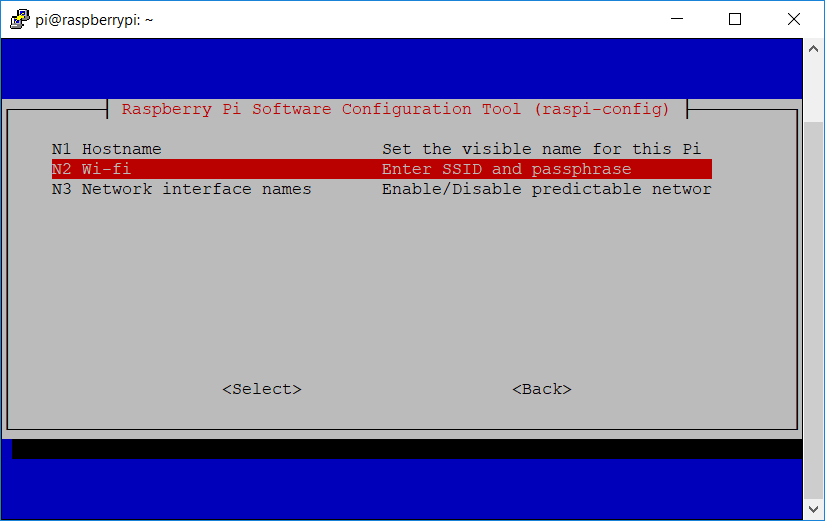 pi@raspberrypi: ~
Raspberry Pi Software Configuration Tool (raspi-config)
N1 Hostname Set the visible name for this Pi
N2 Wi-fi Enter SSID and passphrase
N3 Network interface names Enable/Disable predictable networ
<Select> <Back>